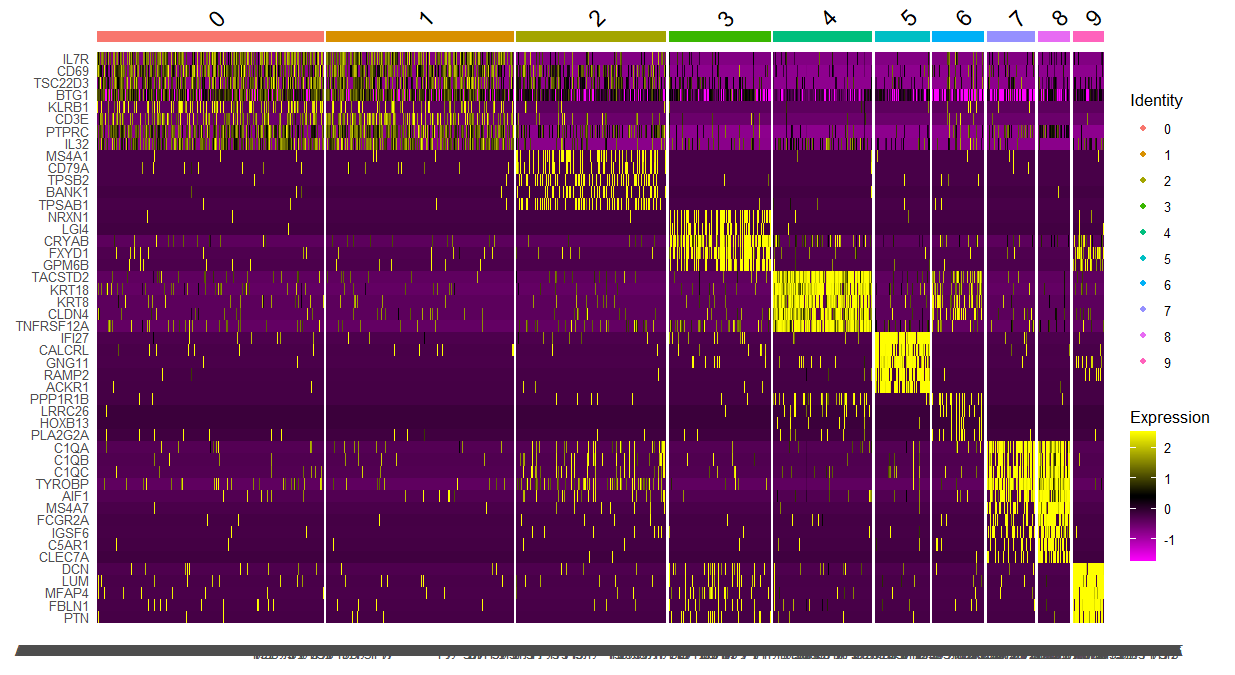 0 1 2 3 4 5 6 7 8 9
IL7R
CD69
TSC22D3
BTG1
KLRB1
CD3E
PTPRC
IL32
MS4A1
CD79A
TPSB2
BANK1
TPSAB1
NRXN1
LGI4
CRYAB
FXYD1
GPM6B
TACSTD2
KRT18
KRT8
CLDN4
TNFRSF12A
IFI27
CALCRL
GNG11
RAMP2
ACKR1
PPP1R1B
LRRC26
HOXB13
PLA2G2A
C1QA
C1QB
C1QC
TYROBP
AIF1
MS4A7
FCGR2A
IGSF6
C5AR1
CLEC7A
DCN
LUM
MFAP4
FBLN1
PTN
Identity
0
1
2
3
4
5
6
7
8
9
Expression
2
1
0
-1